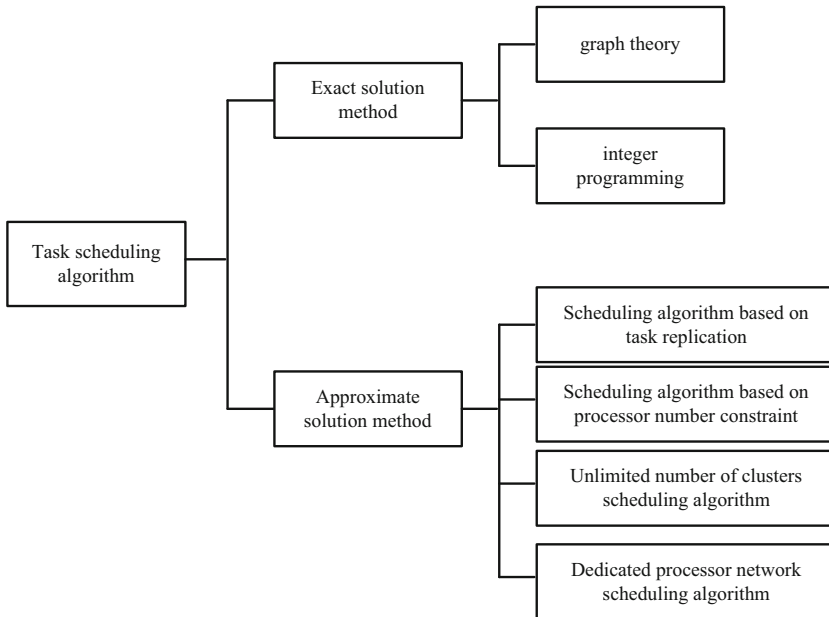 graph theory
Exact solution
method
integer
programming
Task scheduling
algorithm
Scheduling algorithm based on
task replication
Approximate
solution method
Scheduling algorithm based on
processor number constraint
Unlimited number of clusters
scheduling algorithm
Dedicated processor network
scheduling algorithm